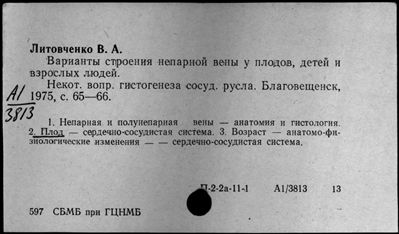 Литовченко В. А.
Варианты строения непарной вены у плодов, детей и
взрослых людей.
Некот. вопр. гистогенеза сосуд. русла. Благовещенск,
1975, с. 65—66.
А1/3813
1. Непарная и полунепарная вены — анатомия и гистология.
2. Плод — сердечно-сосудистая система. 3. Возраст — анатомо-фи-
зиологические изменения — — сердечно-сосудистая система.
П-2-2а-11-1 А1/3813 13
597 СБМБ при ГЦНМБ